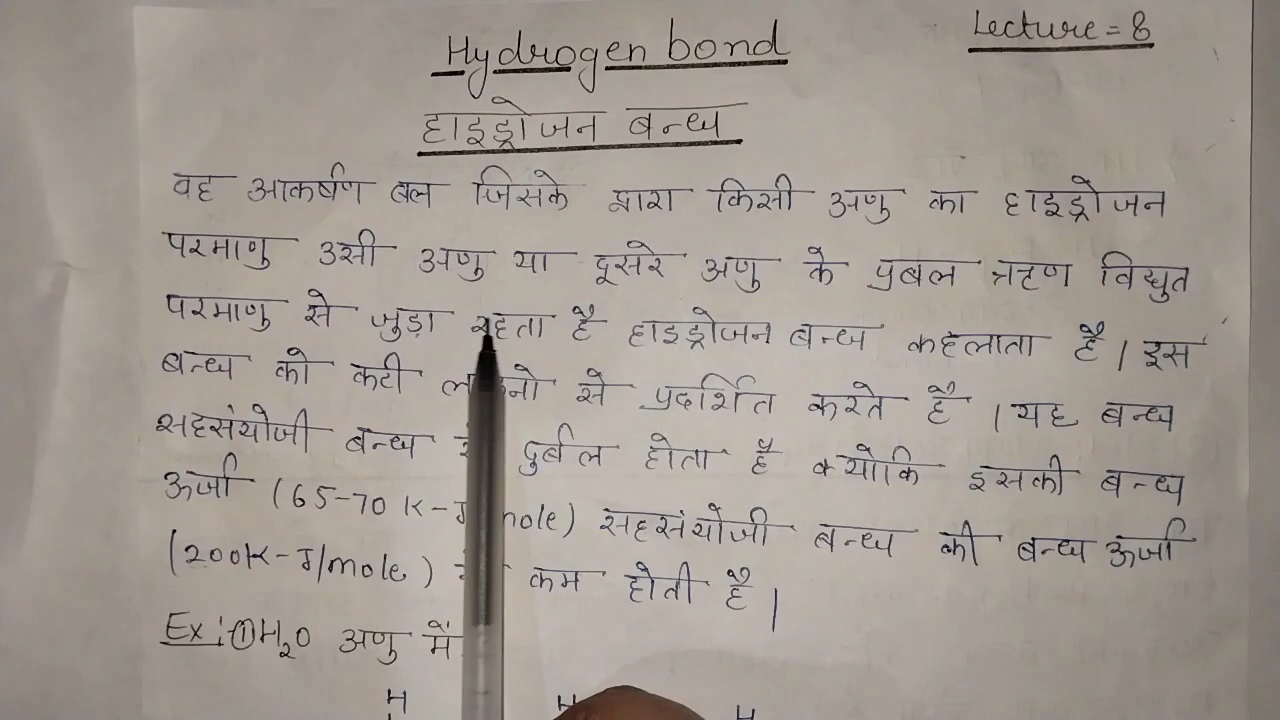 Lecture = 8
Hydrogen bond
हाइड्रोजन बन्ध
वह आकर्षण बल जिसके द्वारा किसी अणु का हाइड्रोजन
परमाणु उसी अणु या दूसरे अणु के प्रबल ऋण विद्युत
परमाणु से जुड़ा रहता है हाइड्रोजन बन्ध कहलाता है। इस
बन्ध को कटी से प्रदर्शित करते है। यह बन्ध
सहसंयोजी बन्ध दुर्बल होता है क्योकि इसकी बन्ध
ऊर्जा (65-70 K-J mole) सहसंयोजी बन्ध की बन्ध ऊर्जा
(200K-J/mole) कम होती है।
Ex:① H₂O अणु में
H H H